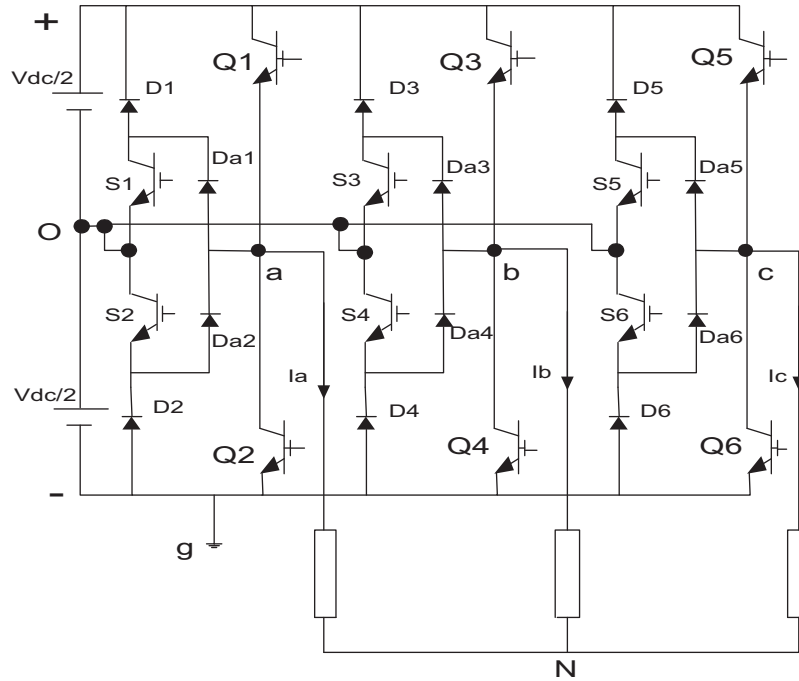 +
Q1
Q3
Q5
Vdc/2
D1
D3
D5
Da1
Da3
Da5
S1
S3
S5
O
a
b
c
S2
S4
S6
Da2
Da4
Da6
Ia
Ib
Ic
Vdc/2
D2
D4
D6
Q2
Q4
Q6
-
g
N